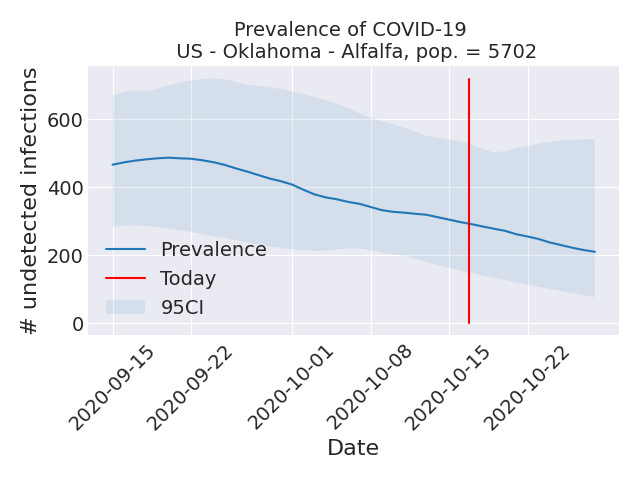 Prevalence of COVID-19
US - Oklahoma - Alfalfa, pop. = 5702
# undetected infections
600
400
200
0
Prevalence
Today
95CI
2020-09-15
2020-09-22
2020-10-01
2020-10-08
2020-10-15
2020-10-22
Date